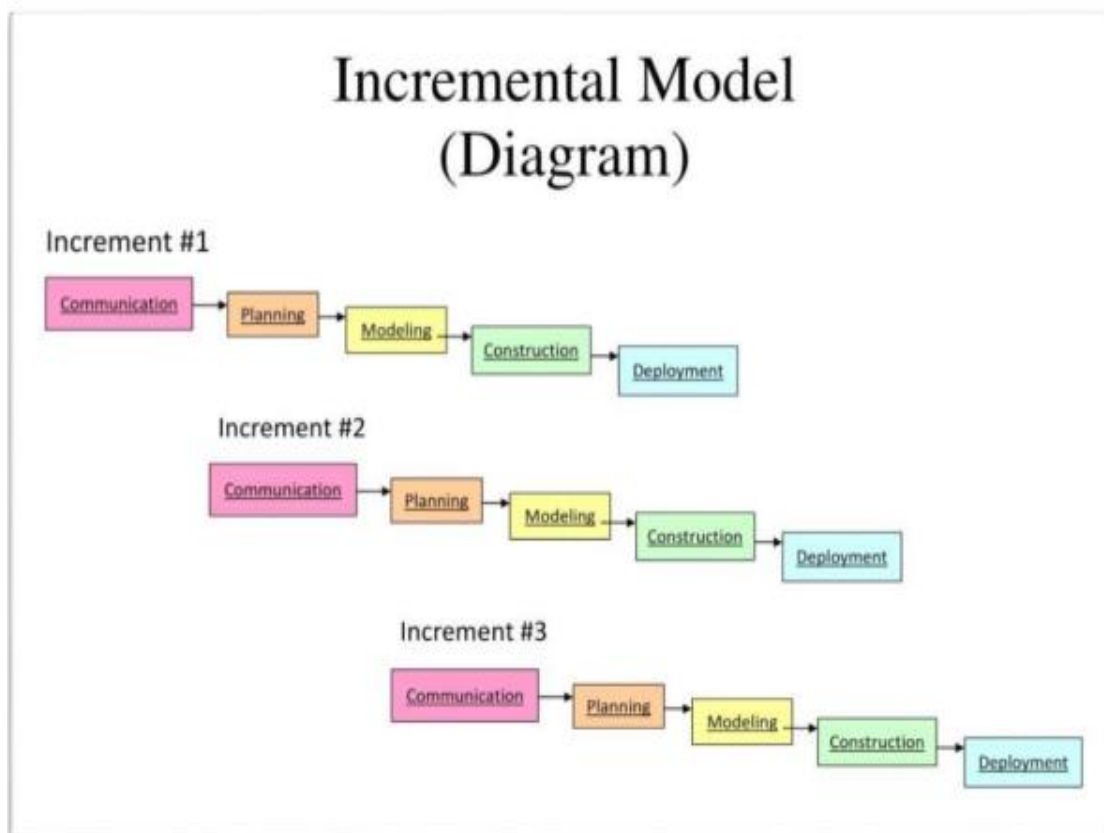 Incremental Model
(Diagram)
Increment #1
Communication
Planning
Modeling
Construction
Deployment
Increment #2
Communication
Planning
Modeling
Construction
Deployment
Increment #3
Communication
Planning
Modeling
Construction
Deployment